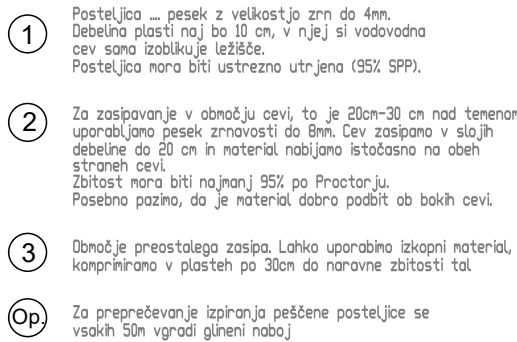 1
Posteljica .... pesek z velikostjo zrn do 4mm.
Debelina plasti naj bo 10 cm, v njej si vodovodna
cev sama izoblikuje ležišče.
Posteljica mora biti ustrezno utrjena (95% SPP).
2
Za zasipavanje v območju cevi, to je 20cm-30 cm nad temenom
uporabljamo pesek zrnavosti do 8mm. Cev zasipamo v slojih
debeline do 20 cm in material nabijamo istočasno na obeh
straneh cevi.
Zbitost mora biti najmanj 95% po Proctorju.
Posebno pazimo, da je material dobro podbit ob bokih cevi.
3
Območje preostalega zasipa. Lahko uporabimo izkopni material,
komprimiramo v plasteh po 30cm do naravne zbitosti tal
Op.
Za preprečevanje izpiranja peščene posteljice se
vsakih 50m vgradi glineni naboj